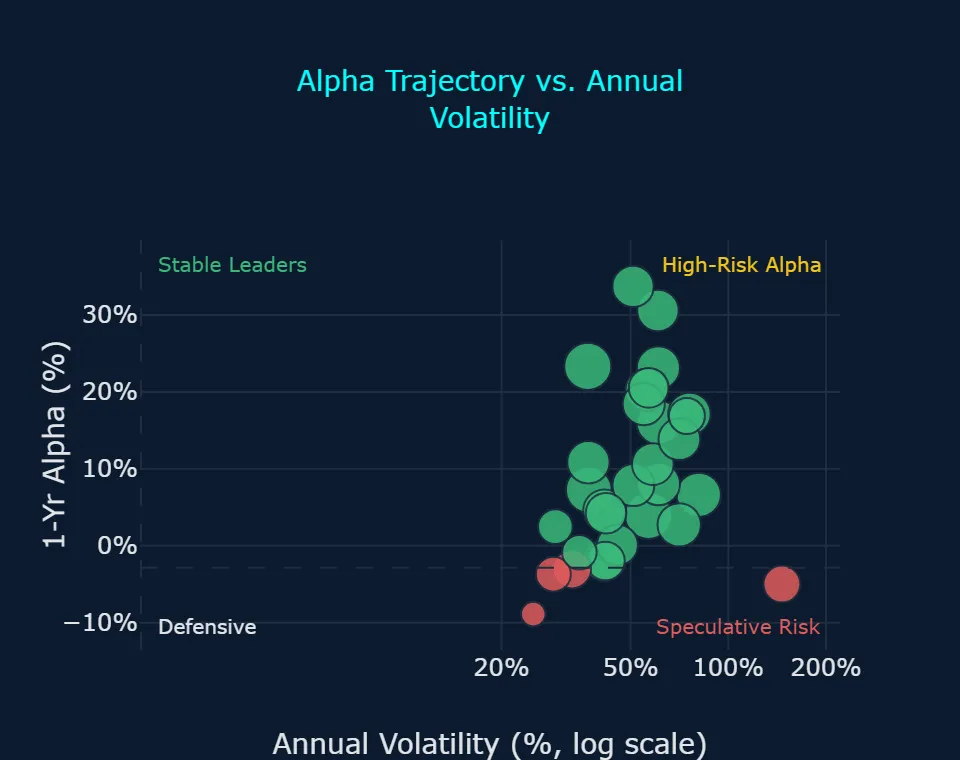 Alpha Trajectory vs. Annual
Volatility
Stable Leaders
High-Risk Alpha
30%
20%
10%
0%
−10%
1-Yr Alpha (%)
Defensive
Speculative Risk
20%
50%
100%
200%
Annual Volatility (%, log scale)